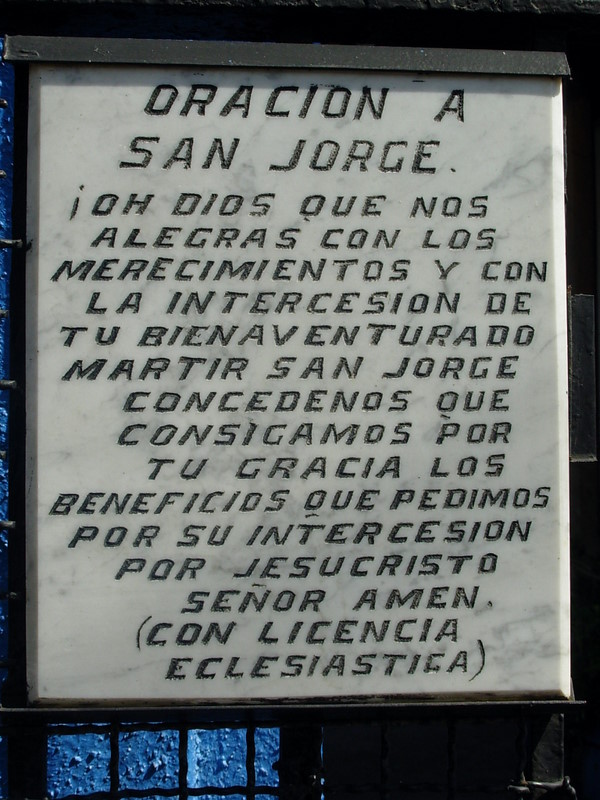 ORACION A
SAN JORGE.
¡OH DIOS QUE NOS
ALEGRAS CON LOS
MERECIMIENTOS Y CON
LA INTERCESION DE
TU BIENAVENTURADO
MARTIR SAN JORGE
CONCEDENOS QUE
CONSIGAMOS POR
TU GRACIA LOS
BENEFICIOS QUE PEDIMOS
POR SU INTERCESION
POR JESUCRISTO
SEÑOR AMEN.
(CON LICENCIA
ECLESIASTICA)